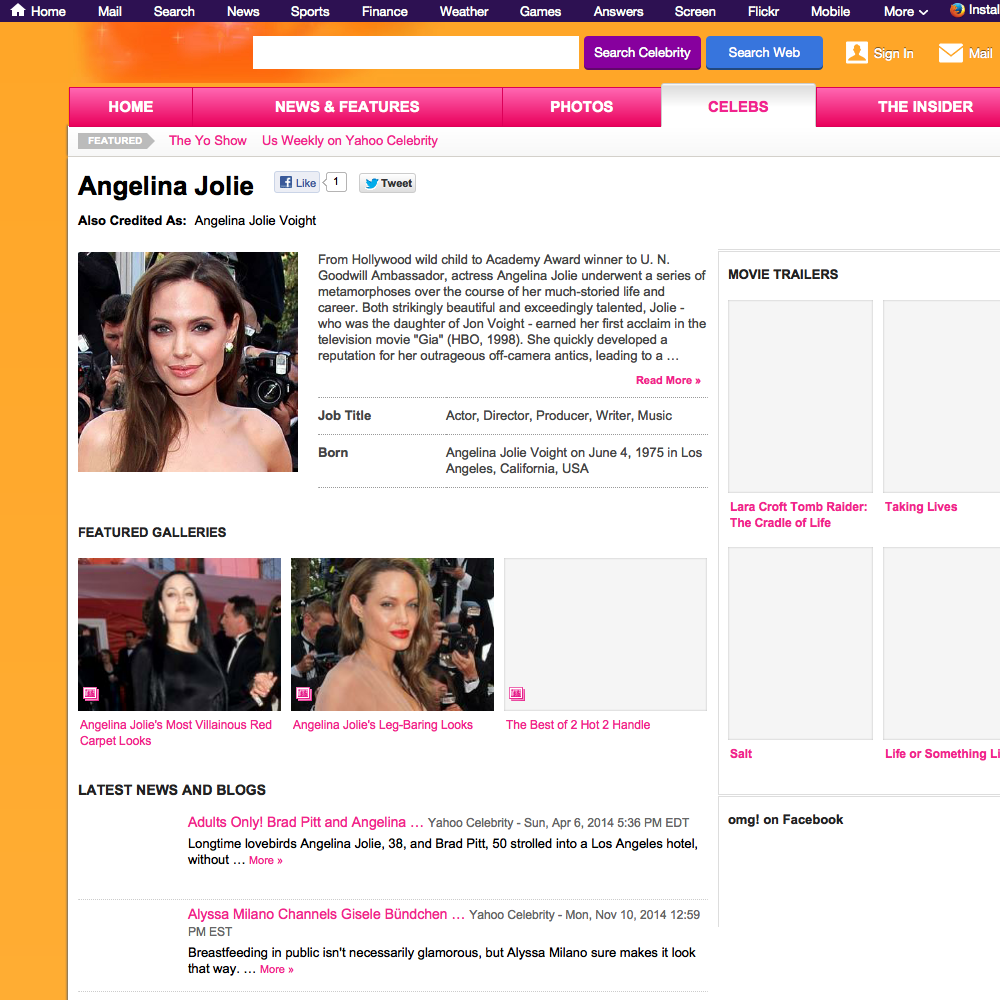 Home Mail Search News Sports Finance Weather Games Answers Screen Flickr Mobile More Instal
Search Celebrity Search Web Sign In Mail
HOME NEWS & FEATURES PHOTOS CELEBS THE INSIDER
FEATURED The Yo Show Us Weekly on Yahoo Celebrity
Angelina Jolie Like 1 Tweet
Also Credited As: Angelina Jolie Voight
From Hollywood wild child to Academy Award winner to U. N.
Goodwill Ambassador, actress Angelina Jolie underwent a series of
metamorphoses over the course of her much-storied life and
career. Both strikingly beautiful and exceedingly talented, Jolie -
who was the daughter of Jon Voight - earned her first acclaim in the
television movie "Gia" (HBO, 1998). She quickly developed a
reputation for her outrageous off-camera antics, leading to a …
Read More »
Job Title Actor, Director, Producer, Writer, Music
Born Angelina Jolie Voight on June 4, 1975 in Los
Angeles, California, USA
MOVIE TRAILERS
Lara Croft Tomb Raider:
The Cradle of Life
Taking Lives
Salt
Life or Something Li
omg! on Facebook
FEATURED GALLERIES
Angelina Jolie's Most Villainous Red
Carpet Looks
Angelina Jolie's Leg-Baring Looks
The Best of 2 Hot 2 Handle
LATEST NEWS AND BLOGS
Adults Only! Brad Pitt and Angelina … Yahoo Celebrity - Sun, Apr 6, 2014 5:36 PM EDT
Longtime lovebirds Angelina Jolie, 38, and Brad Pitt, 50 strolled into a Los Angeles hotel,
without … More »
Alyssa Milano Channels Gisele Bündchen … Yahoo Celebrity - Mon, Nov 10, 2014 12:59
PM EST
Breastfeeding in public isn't necessarily glamorous, but Alyssa Milano sure makes it look
that way. … More »